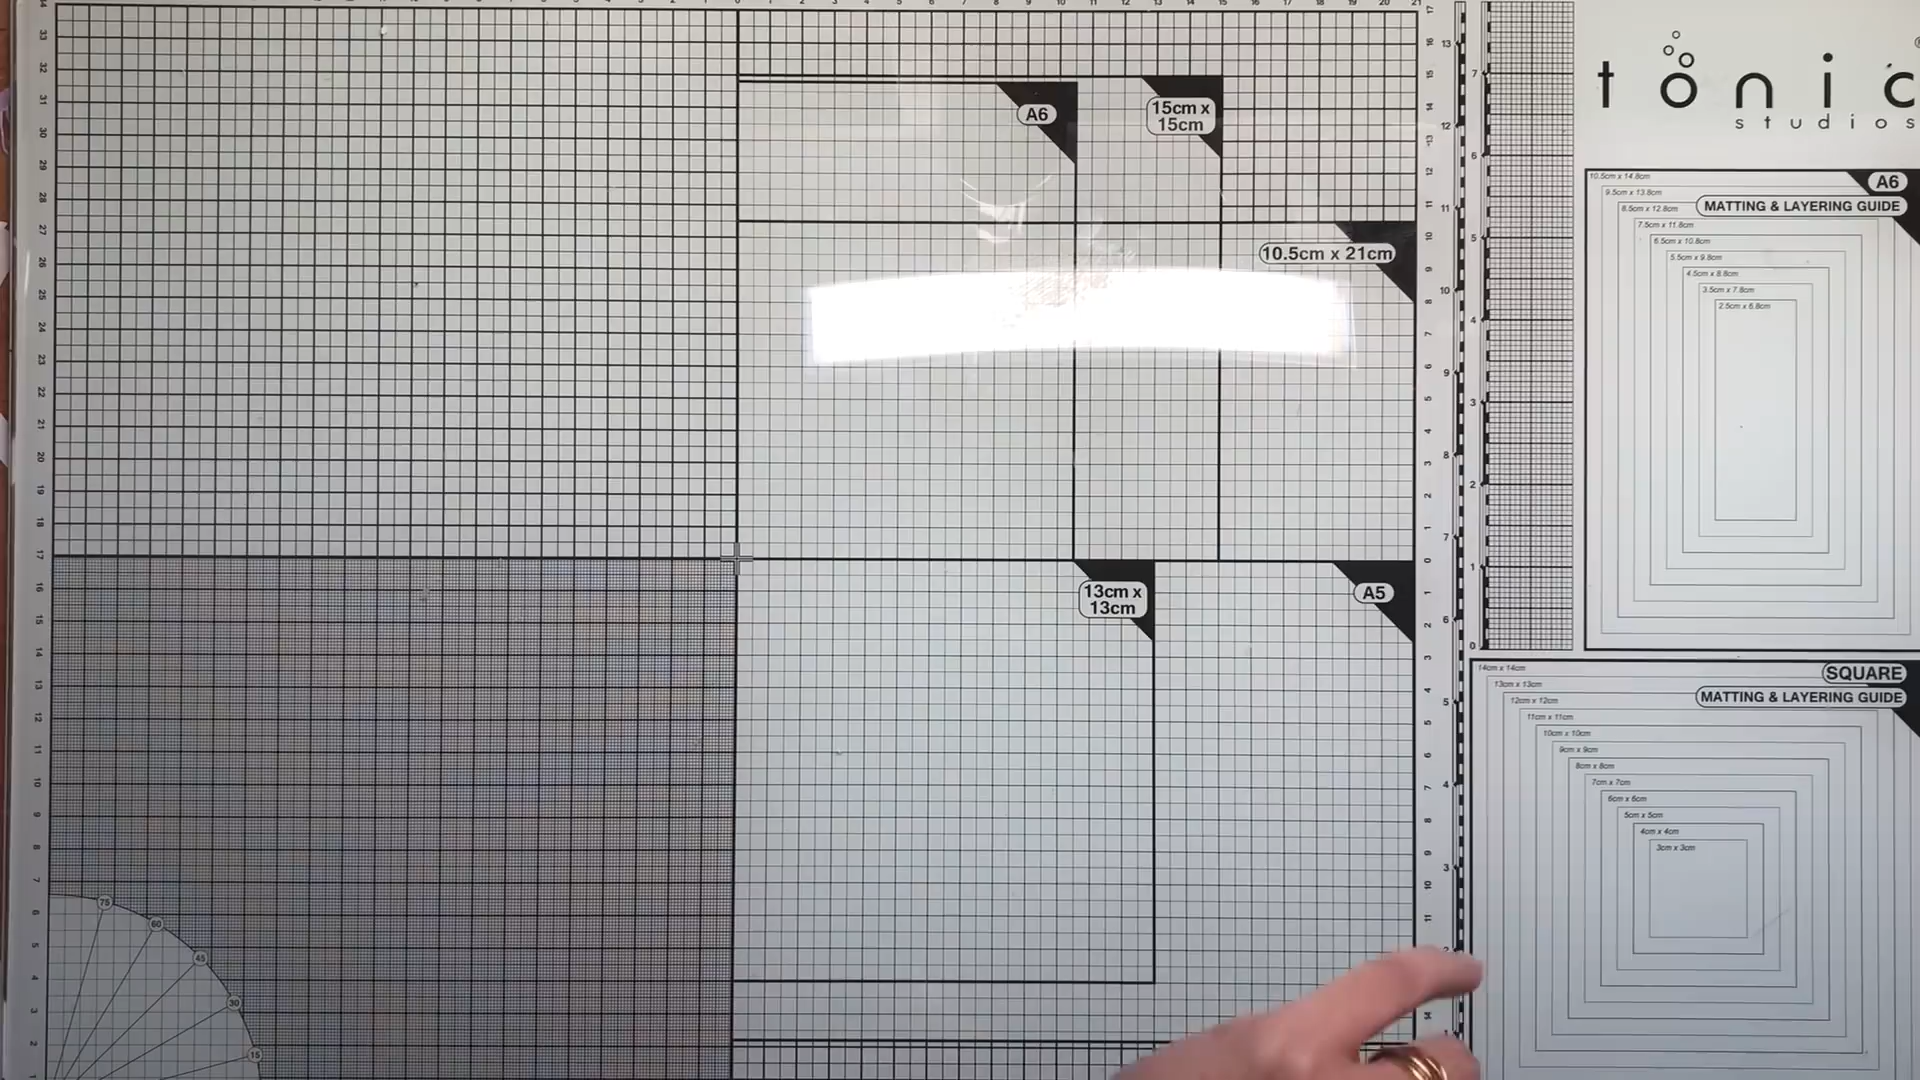 tonic
studios
A6
15cm x
15cm
10.5cm x 21cm
13cm x
13cm
A5
A6
MATTING & LAYERING GUIDE
10.5cm x 14.8cm
9.5cm x 13.8cm
8.5cm x 12.8cm
7.5cm x 11.8cm
6.5cm x 10.8cm
5.5cm x 9.8cm
4.5cm x 8.8cm
3.5cm x 7.8cm
2.5cm x 6.8cm
SQUARE
MATTING & LAYERING GUIDE
14cm x 14cm
13cm x 13cm
12cm x 12cm
11cm x 11cm
10cm x 10cm
9cm x 9cm
8cm x 8cm
7cm x 7cm
6cm x 6cm
5cm x 5cm
4cm x 4cm
3cm x 3cm
75
60
45
30
15